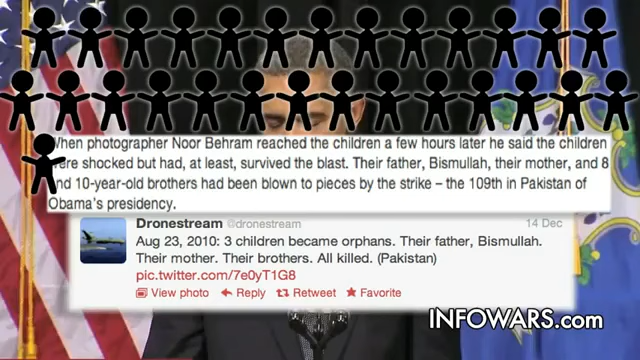 When photographer Noor Behram reached the children a few hours later he said the children
were shocked but had, at least, survived the blast. Their father, Bismullah, their mother, and 8
and 10-year-old brothers had been blown to pieces by the strike – the 109th in Pakistan of
Obama's presidency.
Dronestream @dronestream 14 Dec
Aug 23, 2010: 3 children became orphans. Their father, Bismullah.
Their mother. Their brothers. All killed. (Pakistan)
pic.twitter.com/7e0yT1G8
View photo Reply Retweet Favorite
INFOWARS.com